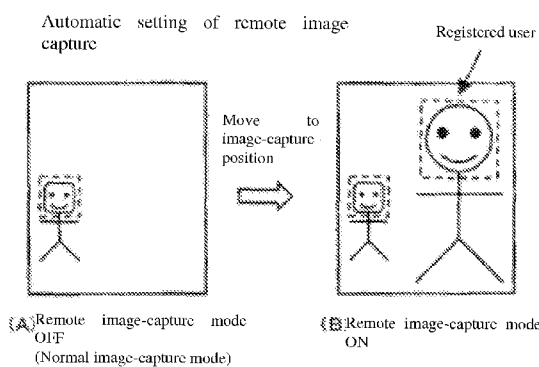 Automatic setting of remote image
capture
Registered user
Move to
image-capture
position
(A) Remote image-capture mode
OFF
(Normal image-capture mode)
(B) Remote image-capture mode
ON